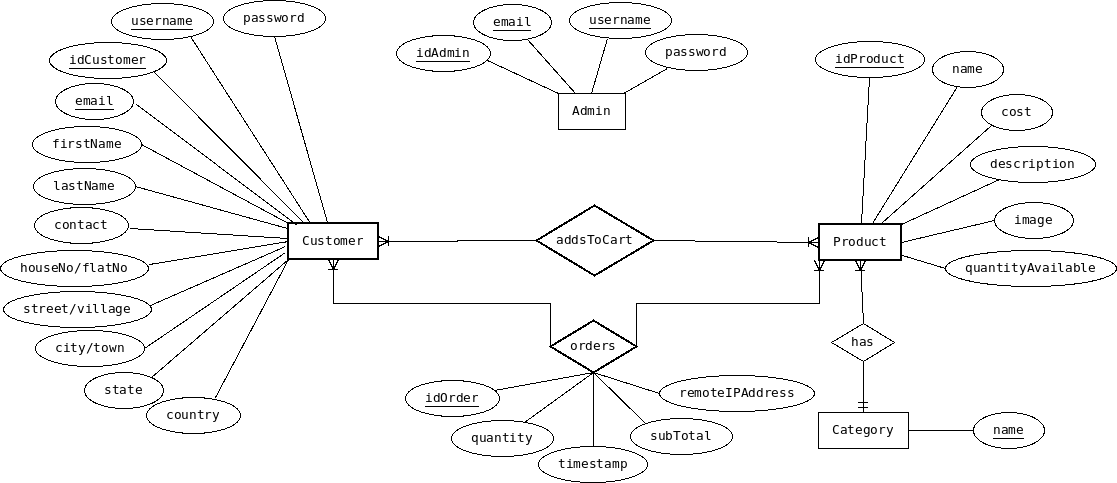 username
password
idCustomer
email
firstName
lastName
contact
houseNo/flatNo
street/village
city/town
state
country
Customer
idAdmin
email
username
password
Admin
addsToCart
orders
idOrder
quantity
timestamp
subTotal
remoteIPAddress
idProduct
name
cost
description
image
quantityAvailable
Product
has
Category
name